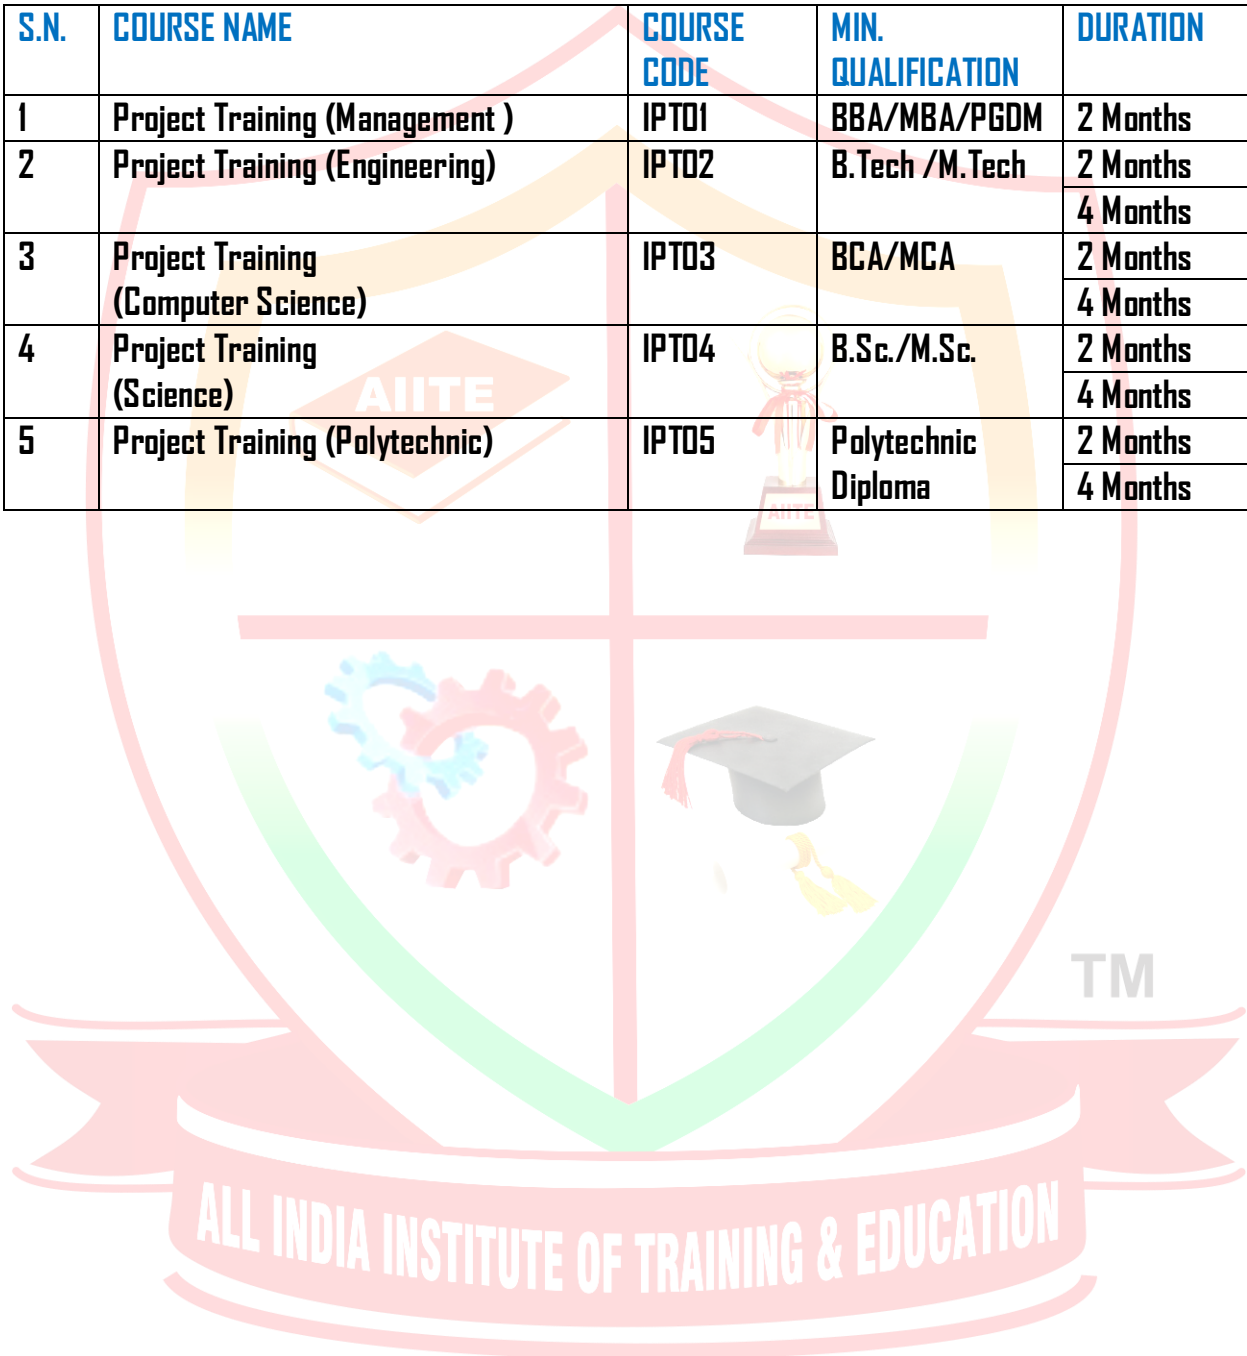 S.N. COURSE NAME COURSE CODE MIN. QUALIFICATION DURATION
1 Project Training (Management ) IPT01 BBA/MBA/PGDM 2 Months
2 Project Training (Engineering) IPT02 B.Tech /M.Tech 2 Months
4 Months
3 Project Training IPT03 BCA/MCA 2 Months
(Computer Science) 4 Months
4 Project Training IPT04 B.Sc./M.Sc. 2 Months
(Science) 4 Months
5 Project Training (Polytechnic) IPT05 Polytechnic 2 Months
Diploma 4 Months
AIITE
AIITE
TM
ALL INDIA INSTITUTE OF TRAINING & EDUCATION